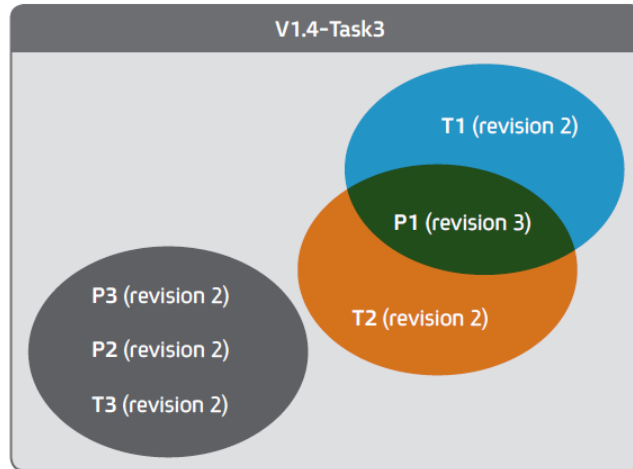 V1.4-Task3
T1 (revision 2)
P1 (revision 3)
T2 (revision 2)
P3 (revision 2)
P2 (revision 2)
T3 (revision 2)